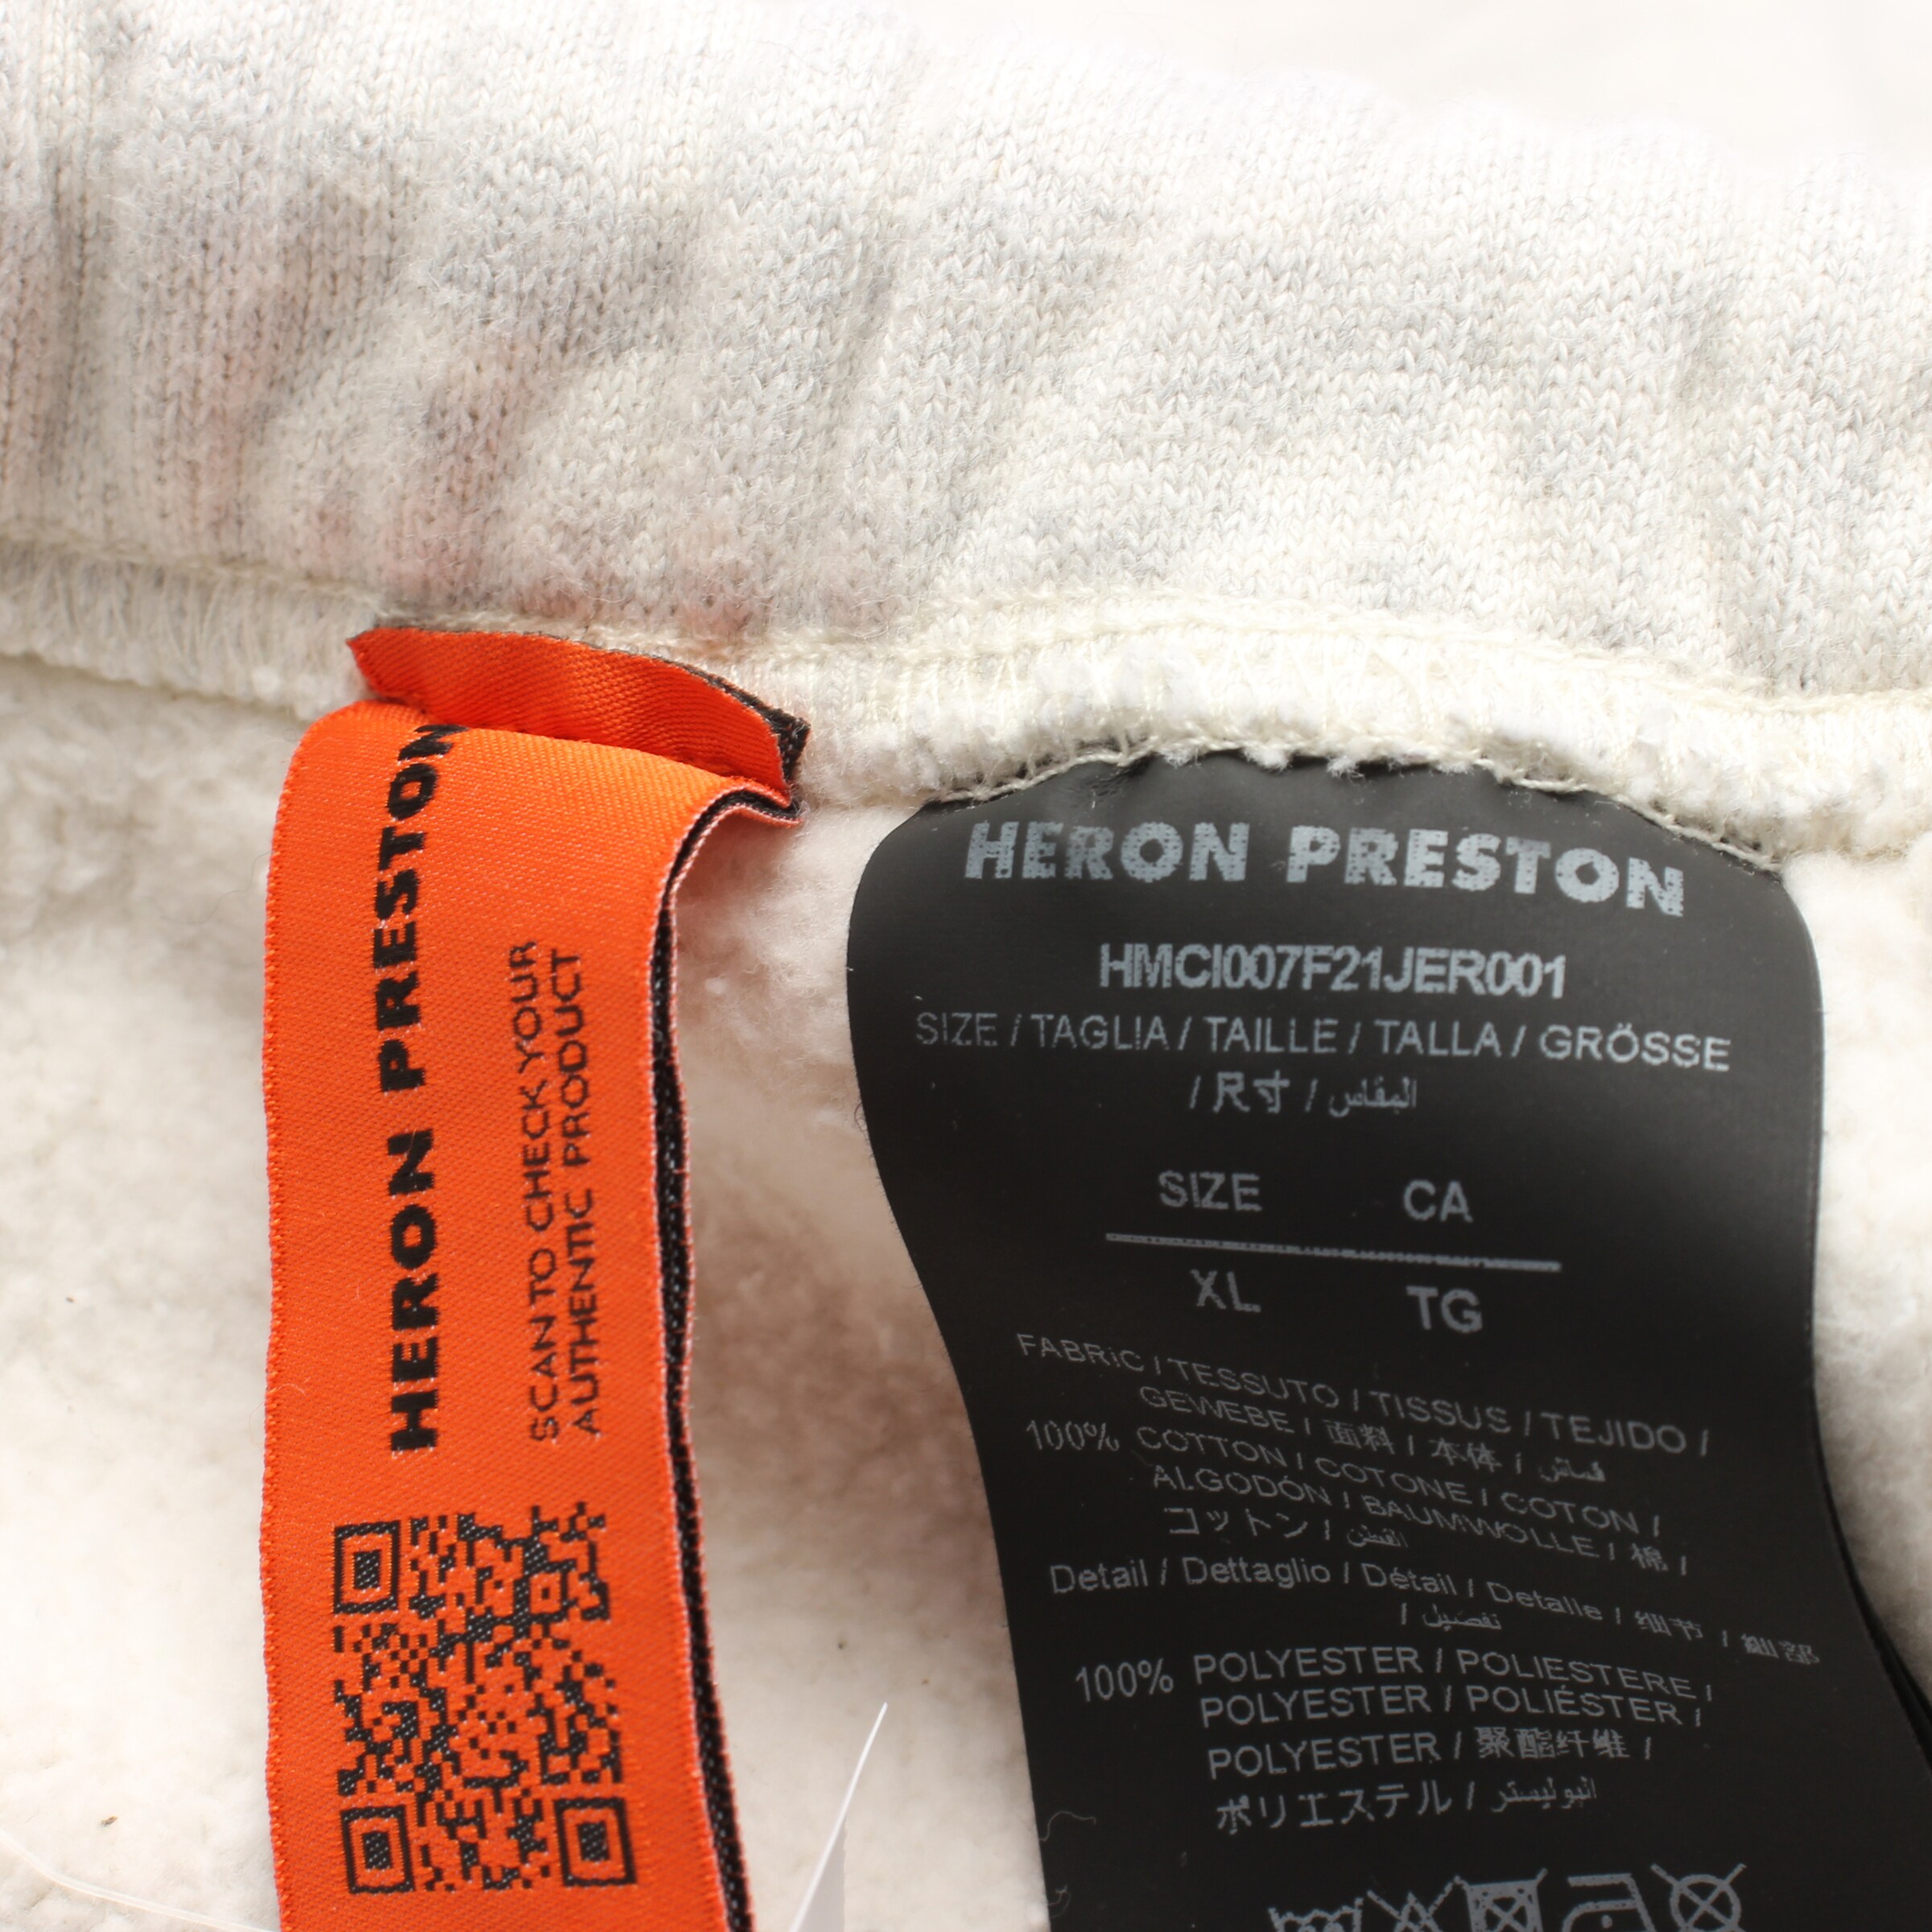 HERON PRESTON
SCAN TO CHECK YOUR
AUTHENTIC PRODUCT
HERON PRESTON
HMCI007F21JER001
SIZE / TAGLIA / TAILLE / TALLA / GRÖSSE
/ 尺寸 / المقاس
SIZE CA
XL TG
FABRIC / TESSUTO / TISSUS / TEJIDO /
GEWEBE / 面料 / 本体 / قماش
100% COTTON / COTONE / COTON /
ALGODÓN / BAUMWOLLE / 棉 /
コットン / القطن
Detail / Dettaglio / Détail / Detalle / 细节 / 細部
/ تفصيل
100% POLYESTER / POLIESTERE /
POLYESTER / POLIÉSTER /
POLYESTER / 聚酯纤维 /
ポリエステル / البوليستر